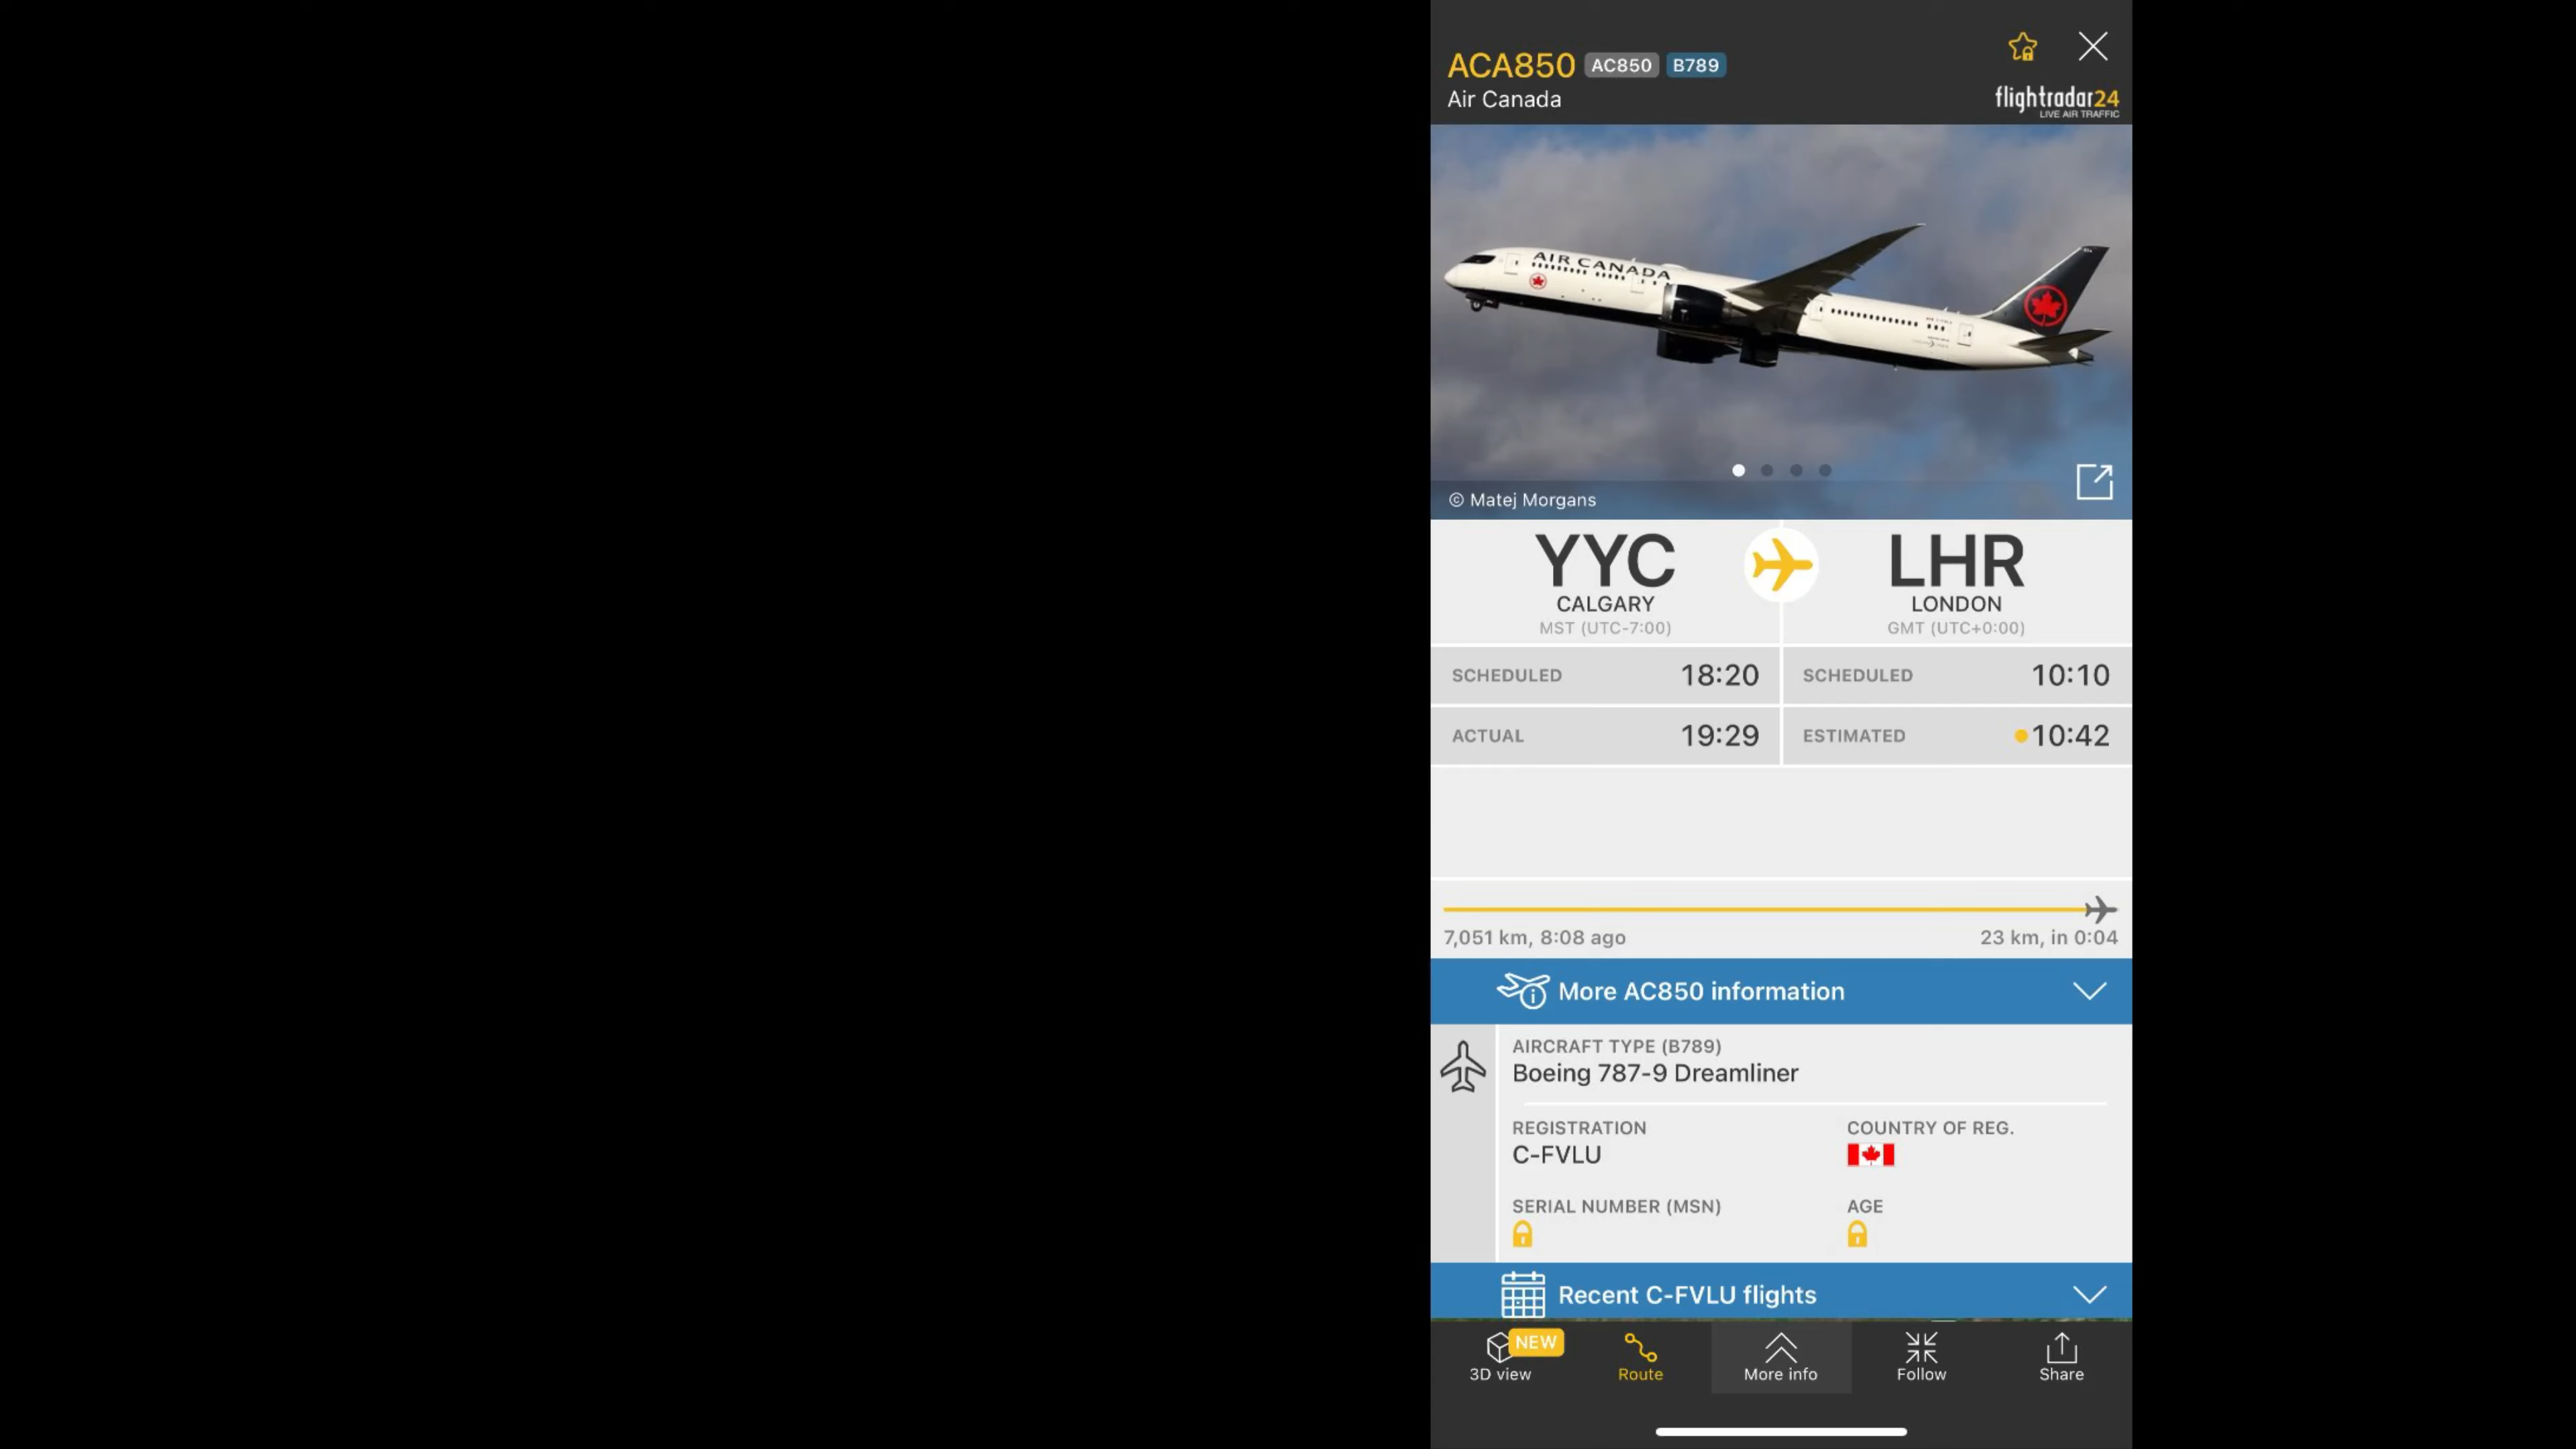 ACA850 AC850 B789
Air Canada
flightradar24
LIVE AIR TRAFFIC
AIR CANADA
© Matej Morgans
YYC LHR
CALGARY LONDON
MST (UTC-7:00) GMT (UTC+0:00)
SCHEDULED 18:20 SCHEDULED 10:10
ACTUAL 19:29 ESTIMATED 10:42
7,051 km, 8:08 ago 23 km, in 0:04
More AC850 information
AIRCRAFT TYPE (B789)
Boeing 787-9 Dreamliner
REGISTRATION COUNTRY OF REG.
C-FVLU
SERIAL NUMBER (MSN) AGE
Recent C-FVLU flights
NEW
3D view Route More info Follow Share